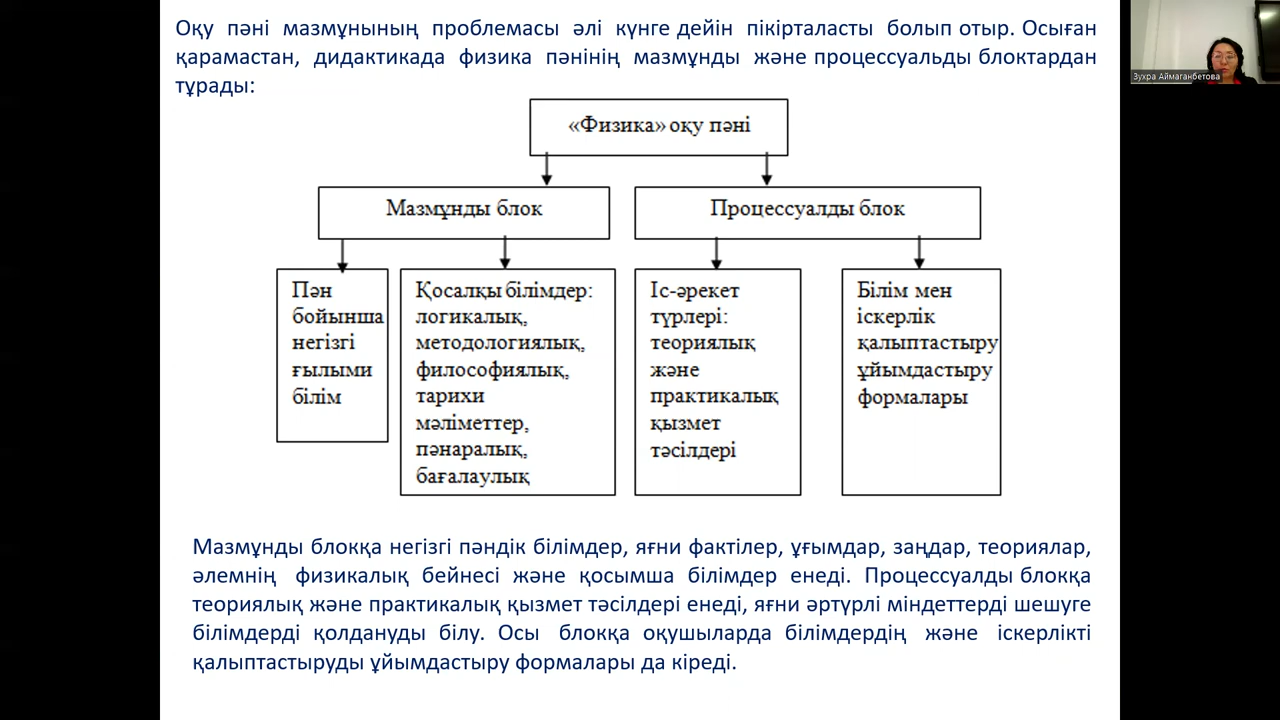 Оқу пәні мазмұнының проблемасы әлі күнге дейін пікірталасты болып отыр. Осыған
қарамастан, дидактикада физика пәнінің мазмұнды және процессуальды блоктардан
тұрады:
«Физика» оқу пәні
Мазмұнды блок
Процессуалды блок
Пән
бойынша
негізгі
ғылыми
білім
Қосалқы білімдер:
логикалық,
методологиялық,
философиялық,
тарихи
мәліметтер,
пәнаралық,
бағалаулық
Іс-әрекет
түрлері:
теориялық
және
практикалық
қызмет
тәсілдері
Білім мен
іскерлік
қалыптастыру
ұйымдастыру
формалары
Мазмұнды блокқа негізгі пәндік білімдер, яғни фактілер, ұғымдар, заңдар, теориялар,
әлемнің физикалық бейнесі және қосымша білімдер енеді. Процессуалды блокқа
теориялық және практикалық қызмет тәсілдері енеді, яғни әртүрлі міндеттерді шешуге
білімдерді қолдануды білу. Осы блокқа оқушыларда білімдердің және іскерлікті
қалыптастыруды ұйымдастыру формалары да кіреді.
Зухра Аймаганбетова